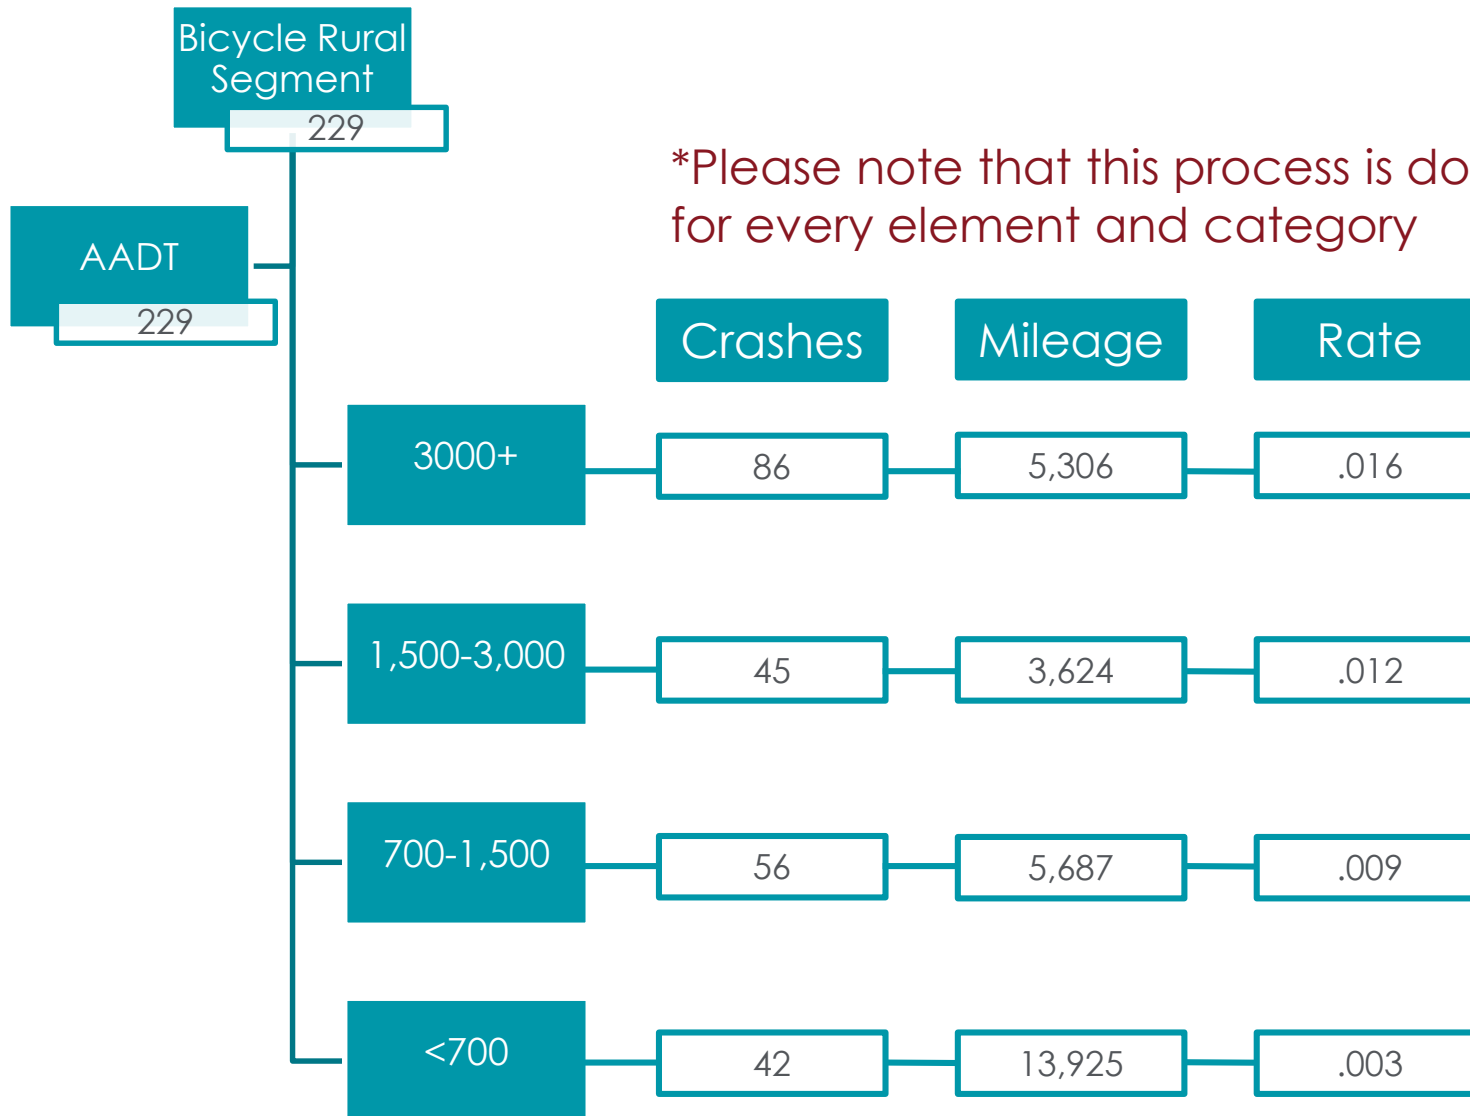 Bicycle Rural
Segment
229
*Please note that this process is do
for every element and category
AADT
229
Crashes
Mileage
Rate
3000+
86
5,306
.016
1,500-3,000
45
3,624
.012
700-1,500
56
5,687
.009
<700
42
13,925
.003